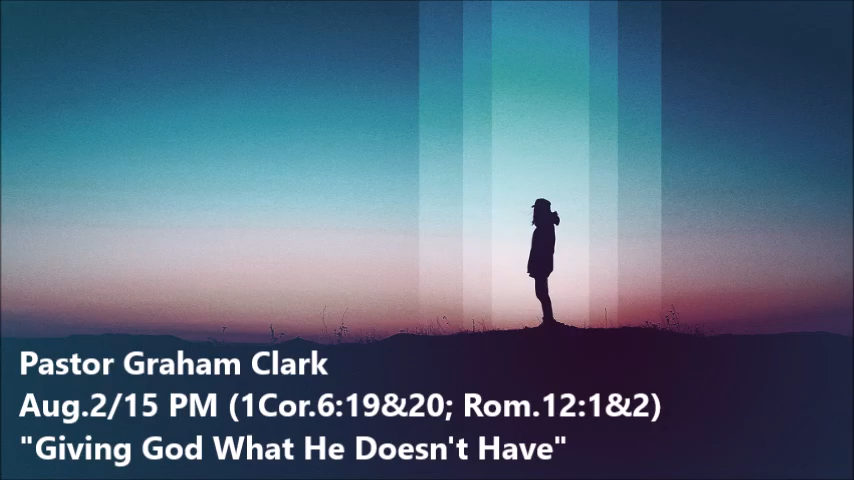 Pastor Graham Clark
Aug.2/15 PM (1Cor.6:19&20; Rom.12:1&2)
"Giving God What He Doesn't Have"